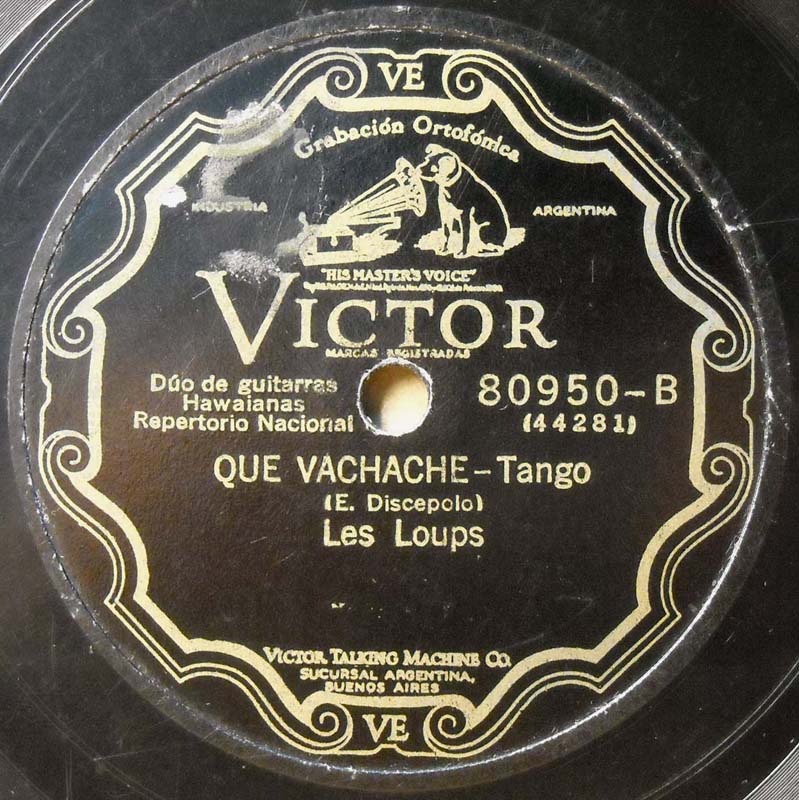 VE
Grabación Ortofónica
INDUSTRIA
ARGENTINA
"HIS MASTER'S VOICE"
VICTOR
MARCAS REGISTRADAS
Dúo de guitarras
Hawaianas
Repertorio Nacional
80950-B
(44281)
QUE VACHACHE-Tango
(E. Discepolo)
Les Loups
VICTOR TALKING MACHINE CO.
SUCURSAL ARGENTINA,
BUENOS AIRES
VE